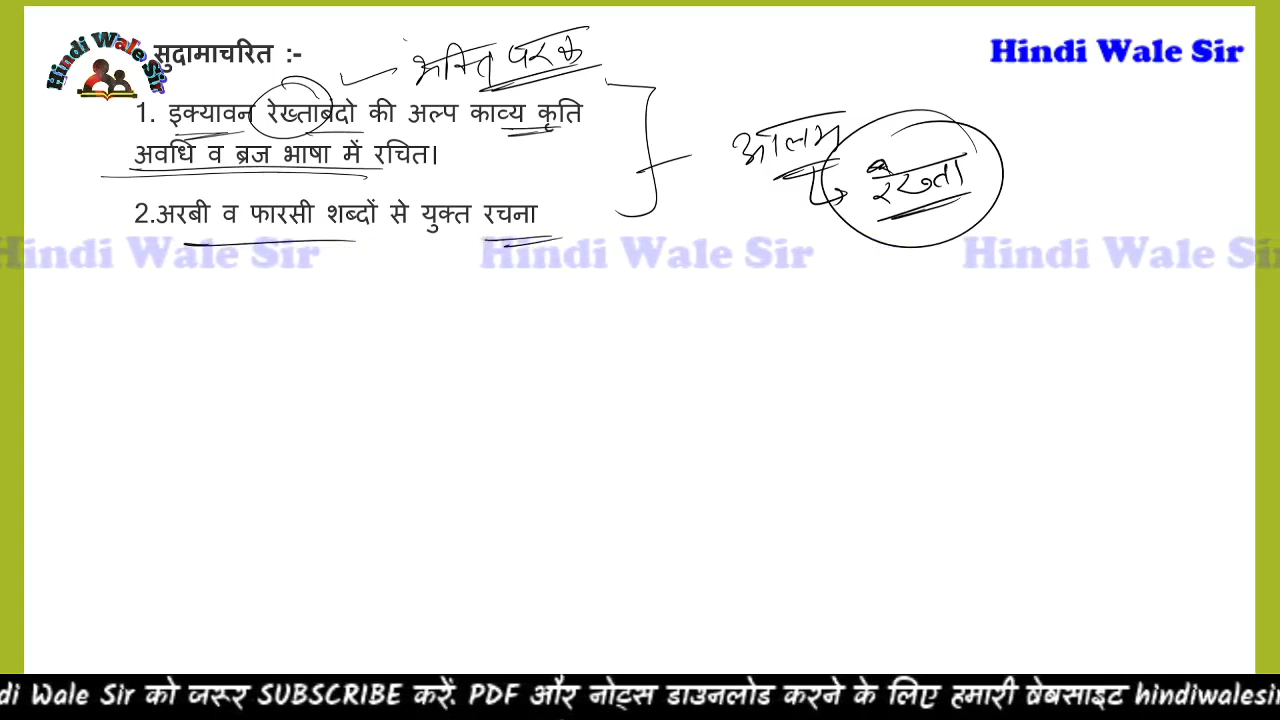 Hindi Wale Sir
सुदामाचरित :-
Hindi Wale Sir
भक्ति परक
1. इक्यावन रेख्ताबंदो की अल्प काव्य कृति
अवधि व ब्रज भाषा में रचित।
आलम
रेख्ता
2.अरबी व फारसी शब्दों से युक्त रचना
Hindi Wale Sir Hindi Wale Sir Hindi Wale Sir
di Wale Sir को जरूर SUBSCRIBE करें. PDF और नोट्स डाउनलोड करने के लिए हमारी वेबसाइट hindiwalesir